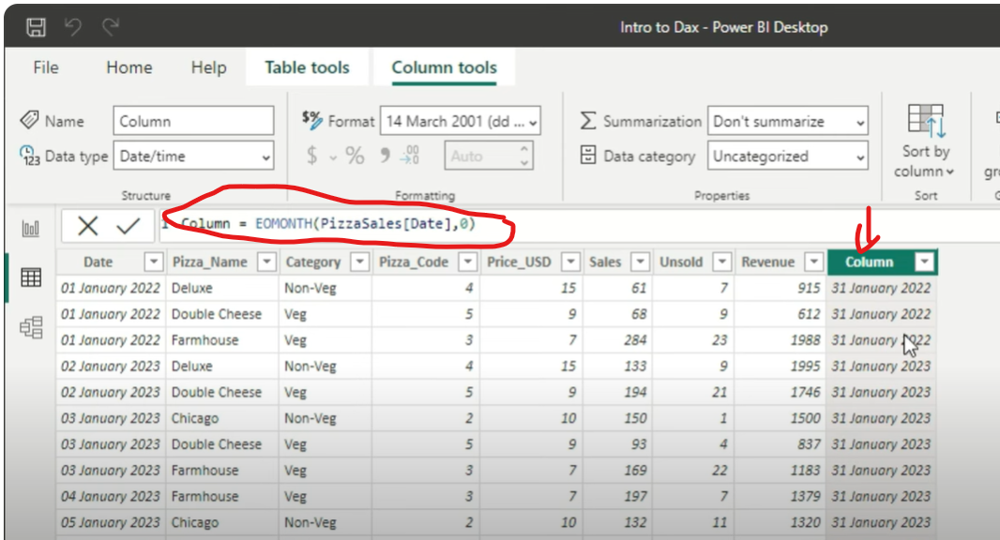 Intro to Dax - Power BI Desktop
File Home Help Table tools Column tools
Name Column
$% Format 14 March 2001 (dd ...
Σ Summarization Don't summarize
123 Data type Date/time
$ % 9 .00 →0 Auto
Data category Uncategorized
Sort by
column
gr
Structure Formatting Properties Sort
1 Column = EOMONTH(PizzaSales[Date],0)
Date Pizza_Name Category Pizza_Code Price_USD Sales Unsold Revenue Column
01 January 2022 Deluxe Non-Veg 4 15 61 7 915 31 January 2022
01 January 2022 Double Cheese Veg 5 9 68 9 612 31 January 2022
01 January 2022 Farmhouse Veg 3 7 284 23 1988 31 January 2022
02 January 2023 Deluxe Non-Veg 4 15 133 9 1995 31 January 2023
02 January 2023 Double Cheese Veg 5 9 194 21 1746 31 January 2023
03 January 2023 Chicago Non-Veg 2 10 150 1 1500 31 January 2023
03 January 2023 Double Cheese Veg 5 9 93 4 837 31 January 2023
03 January 2023 Farmhouse Veg 3 7 169 22 1183 31 January 2023
04 January 2023 Farmhouse Veg 3 7 197 7 1379 31 January 2023
05 January 2023 Chicago Non-Veg 2 10 132 11 1320 31 January 2023